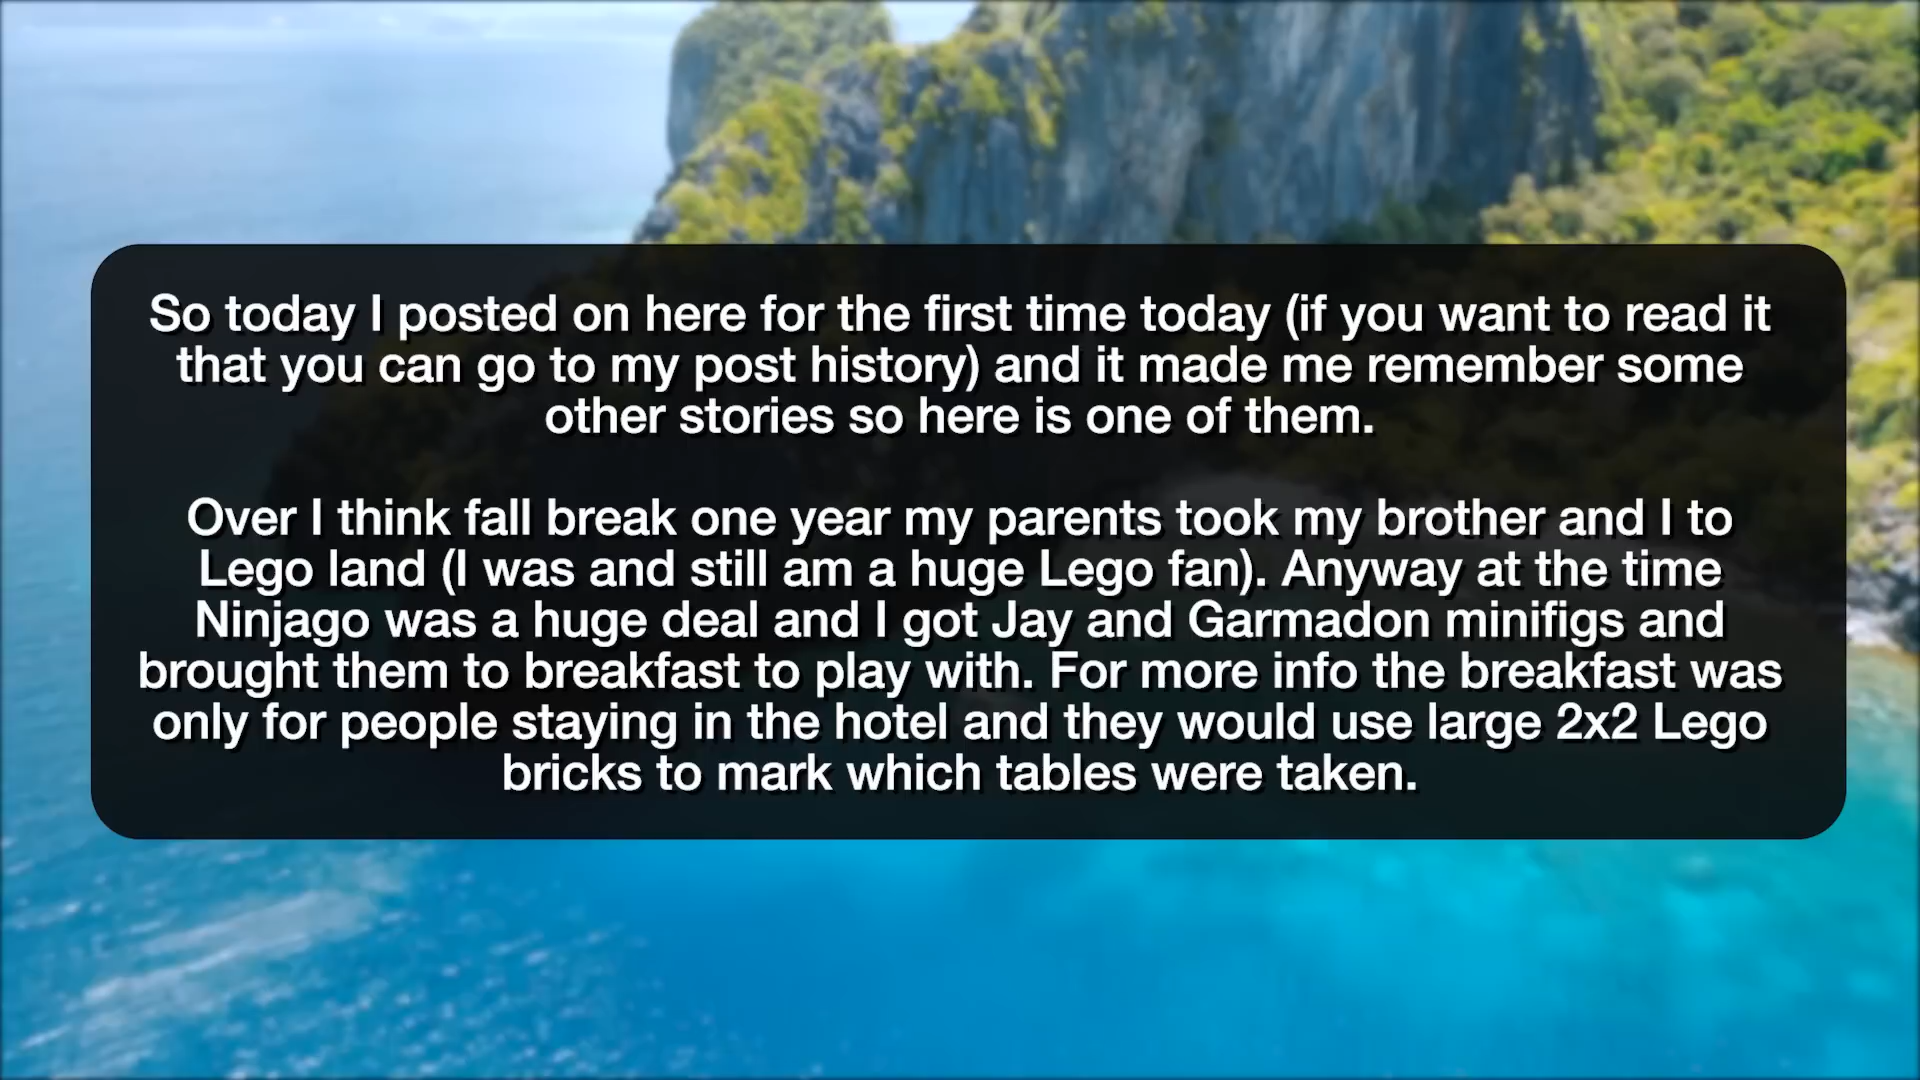 So today I posted on here for the first time today (if you want to read it
that you can go to my post history) and it made me remember some
other stories so here is one of them.
Over I think fall break one year my parents took my brother and I to
Lego land (I was and still am a huge Lego fan). Anyway at the time
Ninjago was a huge deal and I got Jay and Garmadon minifigs and
brought them to breakfast to play with. For more info the breakfast was
only for people staying in the hotel and they would use large 2x2 Lego
bricks to mark which tables were taken.